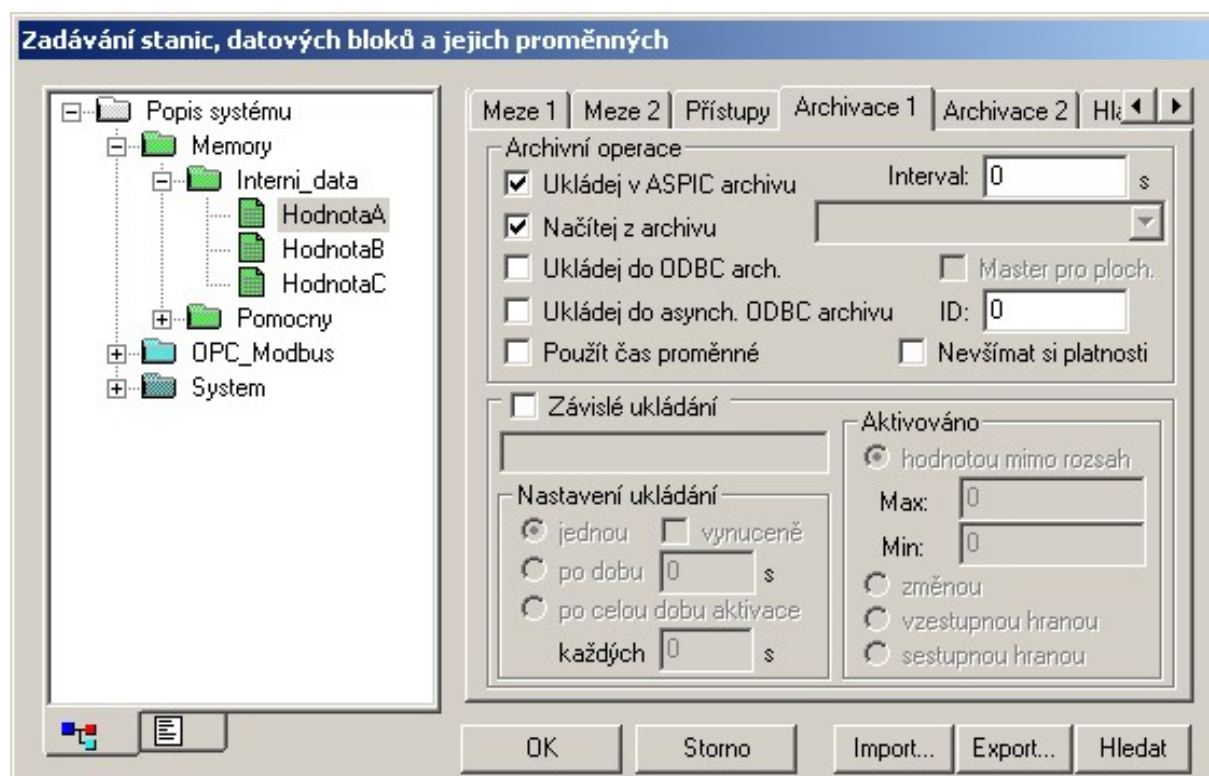 Zadávání stanic, datových bloků a jejich proměnných
Popis systému
Memory
Interni_data
HodnotaA
HodnotaB
HodnotaC
Pomocny
OPC_Modbus
System
Meze 1 Meze 2 Přístupy Archivace 1 Archivace 2
Archivní operace
Ukládej v ASPIC archivu Interval: 0 s
Načítej z archivu
Ukládej do ODBC arch. Master pro ploch.
Ukládej do asynch. ODBC archivu ID: 0
Použít čas proměnné Nevšímat si platnosti
Závislé ukládání
Nastavení ukládání
jednou vynuceně
po dobu 0 s
po celou dobu aktivace
každých 0 s
Aktivováno
hodnotou mimo rozsah
Max: 0
Min: 0
změnou
vzestupnou hranou
sestupnou hranou
OK Storno Import... Export... Hledat